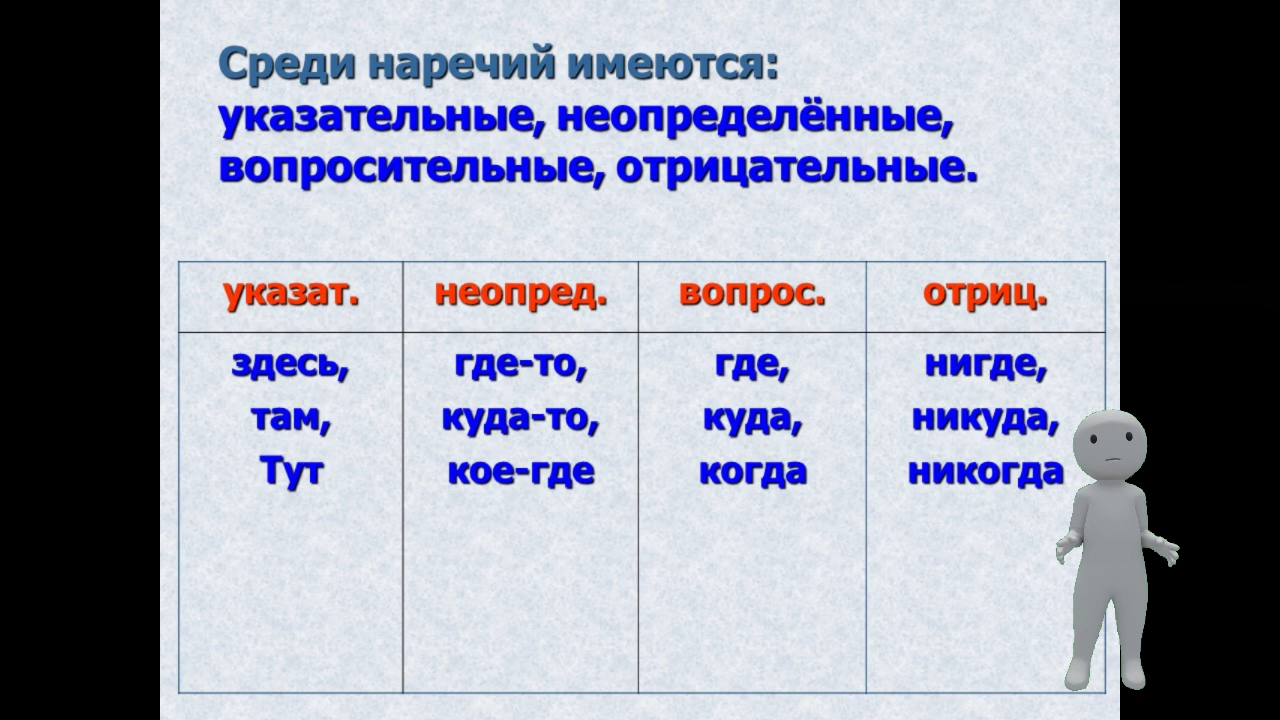 Среди наречий имеются:
указательные, неопределённые,
вопросительные, отрицательные.
указат. неопред. вопрос. отриц.
здесь, где-то, где, нигде,
там, куда-то, куда, никуда,
Тут кое-где когда никогда